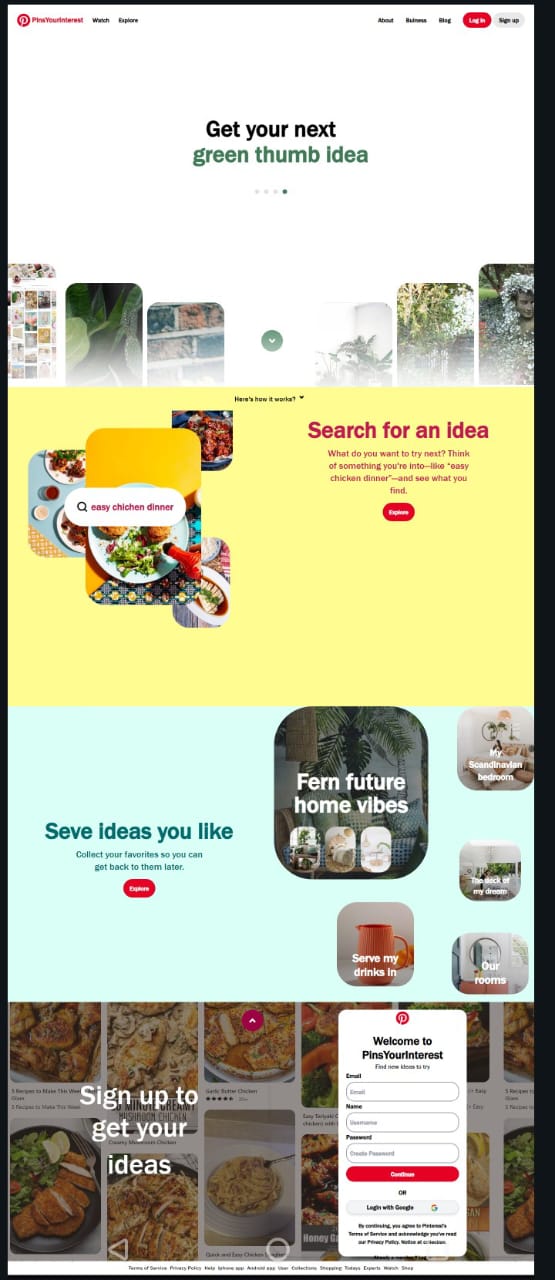 PinsYourInterest
Watch
Explore
About
Buiness
Blog
Log in
Sign up
Get your next
green thumb idea
Here's how it works?
Search for an idea
What do you want to try next? Think
of something you're into—like “easy
chicken dinner”—and see what you
find.
Explore
easy chichen dinner
Seve ideas you like
Collect your favorites so you can
get back to them later.
Explore
Fern future
home vibes
My
Scandinavian
bedroom
The deck of
my dream
Serve my
drinks in
Our
rooms
Sign up to
get your
ideas
5 Recipes to Make This Week
5 Recipes to Make This Week
MUSHROOM CHICKEN
Creamy Mushroom Chicken
Garlic Butter Chicken
Quick and Easy Chicken
Easy Teriyaki
Honey
Welcome to
PinsYourInterest
Find new ideas to try
Email
Email
Name
Username
Password
Create Password
Continue
OR
Login with Google
By continuing, you agree to Pinterest's
Terms of Service and acknowledge you've read
our Privacy Policy. Notice at collection.
Terms of Service Privacy Policy Help Iphone app Android app User Collections Shopping Todays Experts Watch Shop